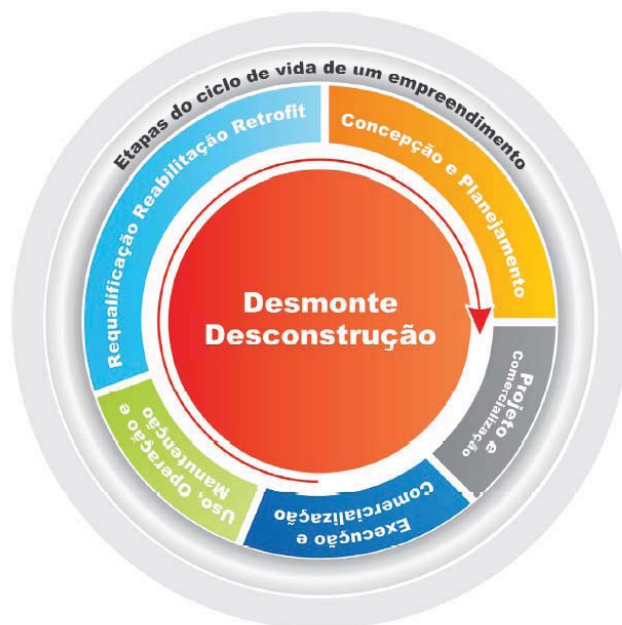 Etapas do ciclo de vida de um empreendimento
Concepção e Planejamento
Projeto e
Comercialização
Execução e
Comercialização
Uso, Operação e
Manutenção
Requalificação Reabilitação Retrofit
Desmonte
Desconstrução